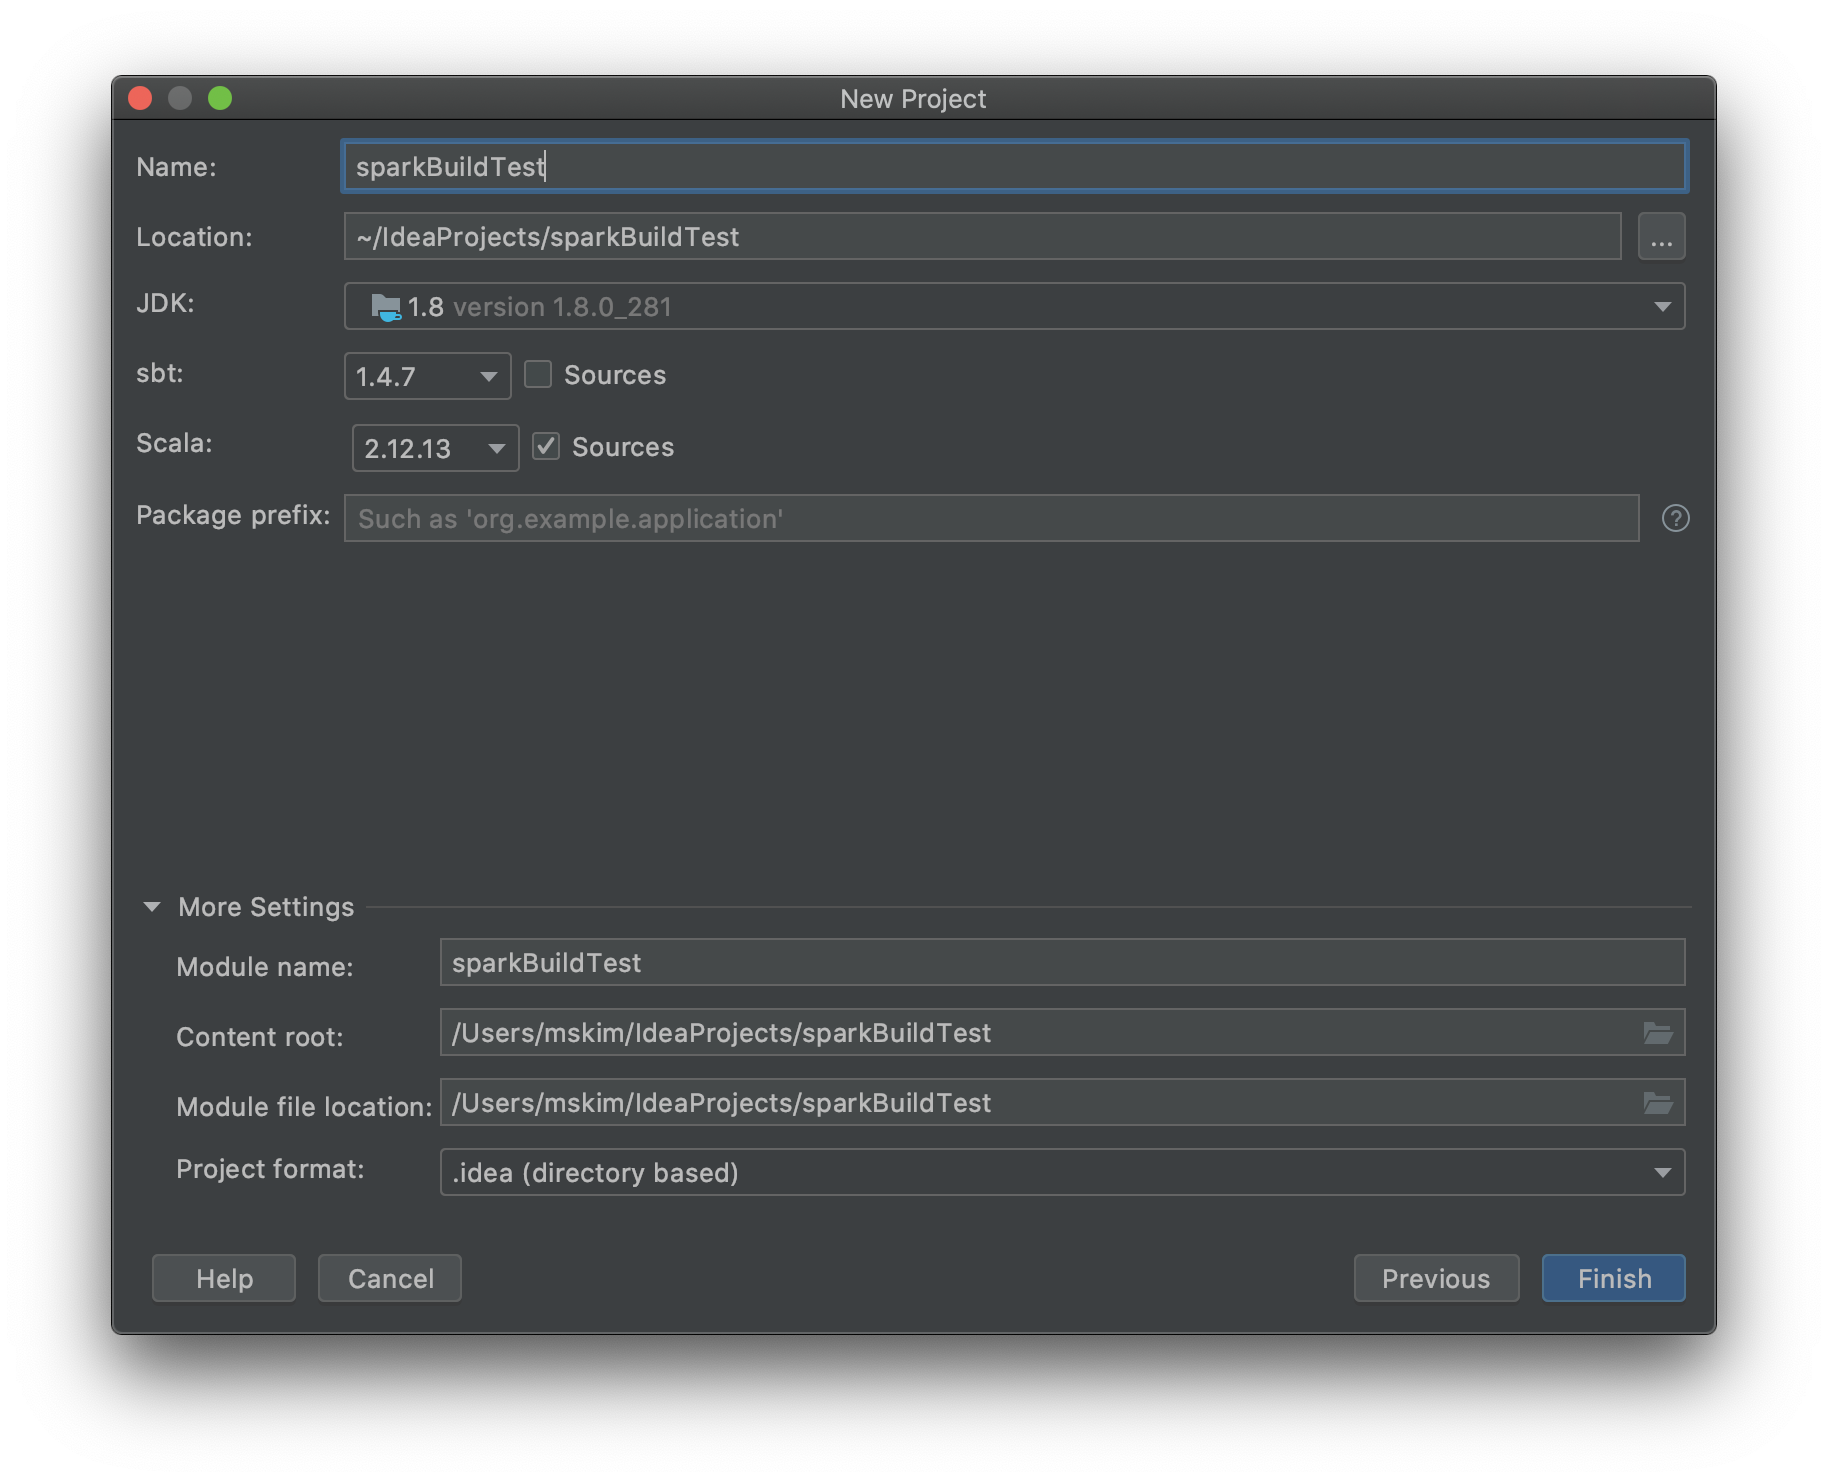 New Project
Name: sparkBuildTest
Location: ~/IdeaProjects/sparkBuildTest ...
JDK: 1.8 version 1.8.0_281
sbt: 1.4.7 Sources
Scala: 2.12.13 Sources
Package prefix: Such as 'org.example.application' ?
More Settings
Module name: sparkBuildTest
Content root: /Users/mskim/IdeaProjects/sparkBuildTest
Module file location: /Users/mskim/IdeaProjects/sparkBuildTest
Project format: .idea (directory based)
Help Cancel Previous Finish